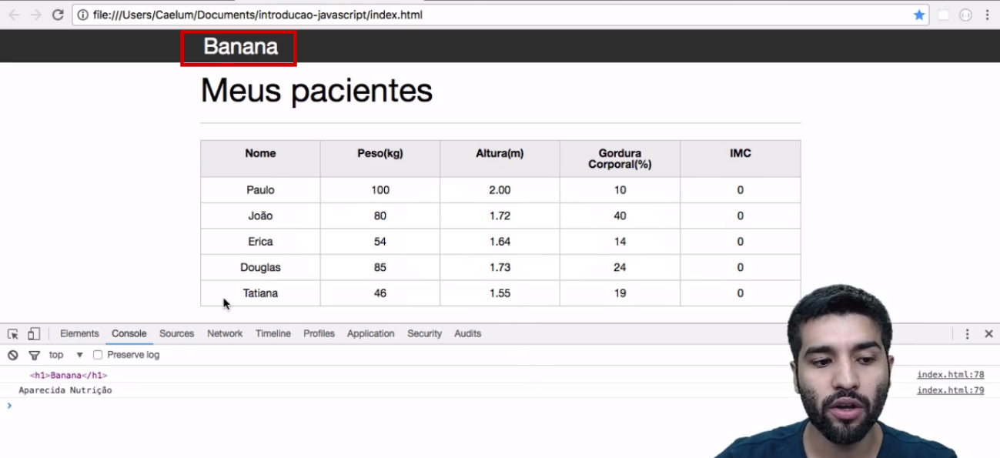 file:///Users/Caelum/Documents/introducao-javascript/index.html
Banana
Meus pacientes
Nome Peso(kg) Altura(m) Gordura Corporal(%) IMC
Paulo 100 2.00 10 0
João 80 1.72 40 0
Erica 54 1.64 14 0
Douglas 85 1.73 24 0
Tatiana 46 1.55 19 0
Elements Console Sources Network Timeline Profiles Application Security Audits
top Preserve log
<h1>Banana</h1> index.html:78
Aparecida Nutrição index.html:79